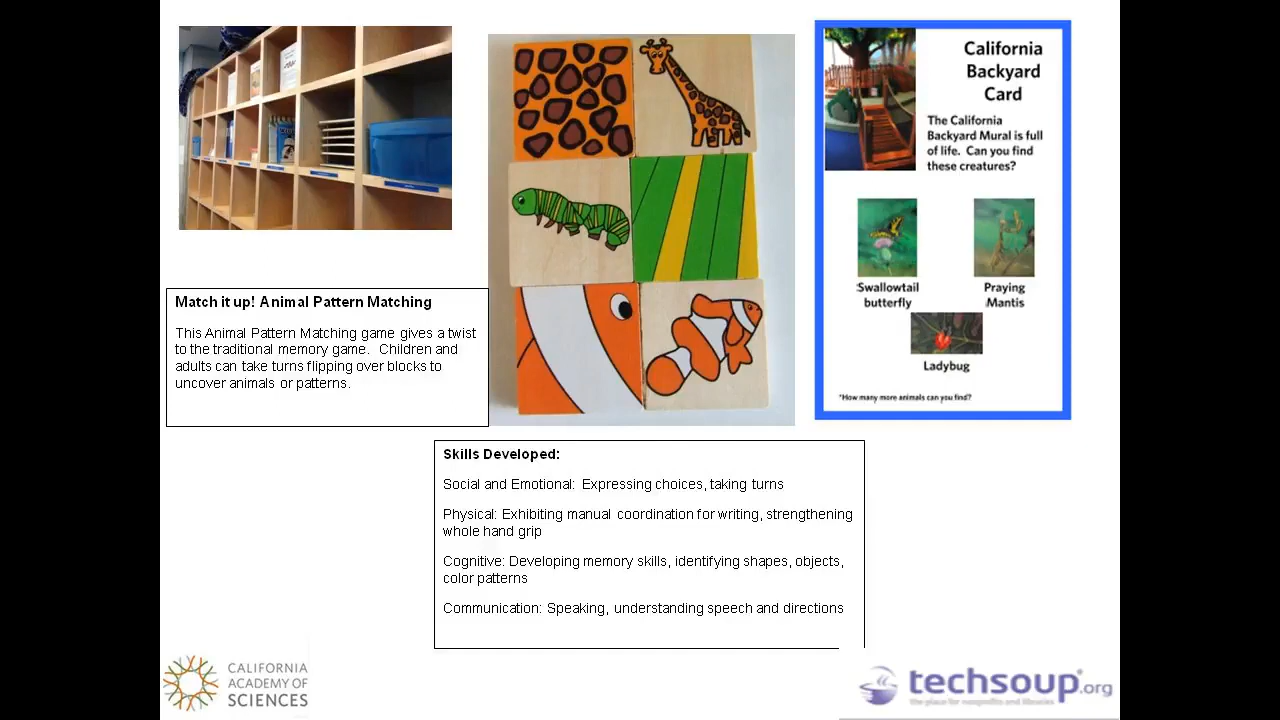 California
Backyard
Card
The California
Backyard Mural is full
of life. Can you find
these creatures?
Swallowtail
butterfly
Praying
Mantis
Ladybug
*How many more animals can you find?
Match it up! Animal Pattern Matching
This Animal Pattern Matching game gives a twist
to the traditional memory game. Children and
adults can take turns flipping over blocks to
uncover animals or patterns.
Skills Developed:
Social and Emotional: Expressing choices, taking turns
Physical: Exhibiting manual coordination for writing, strengthening
whole hand grip
Cognitive: Developing memory skills, identifying shapes, objects,
color patterns
Communication: Speaking, understanding speech and directions
CALIFORNIA
ACADEMY OF
SCIENCES
techsoup.org
the place for nonprofits and libraries